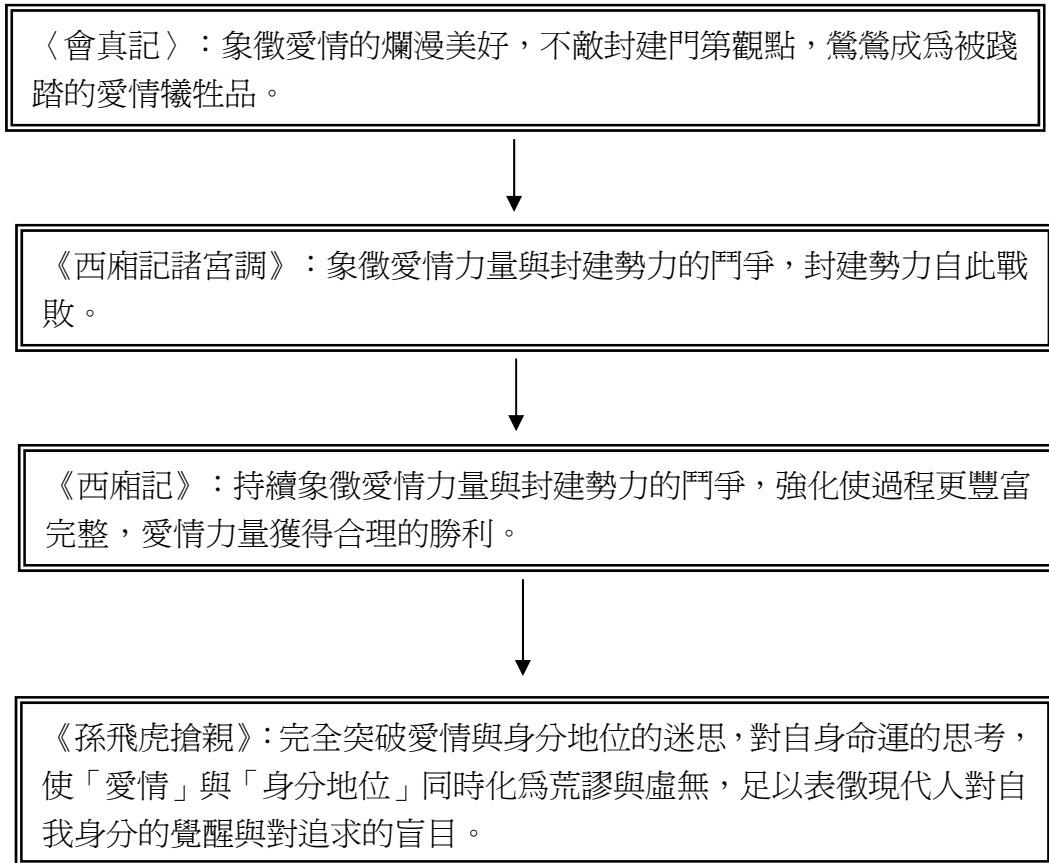 〈會真記〉：象徵愛情的爛漫美好，不敵封建門第觀點，鶯鶯成爲被踐
踏的愛情犧牲品。
《西廂記諸宮調》：象徵愛情力量與封建勢力的鬥爭，封建勢力自此戰
敗。
《西廂記》：持續象徵愛情力量與封建勢力的鬥爭，強化使過程更豐富
完整，愛情力量獲得合理的勝利。
《孫飛虎搶親》：完全突破愛情與身分地位的迷思，對自身命運的思考，
使「愛情」與「身分地位」同時化爲荒謬與虛無，足以表徵現代人對自
我身分的覺醒與對追求的盲目。